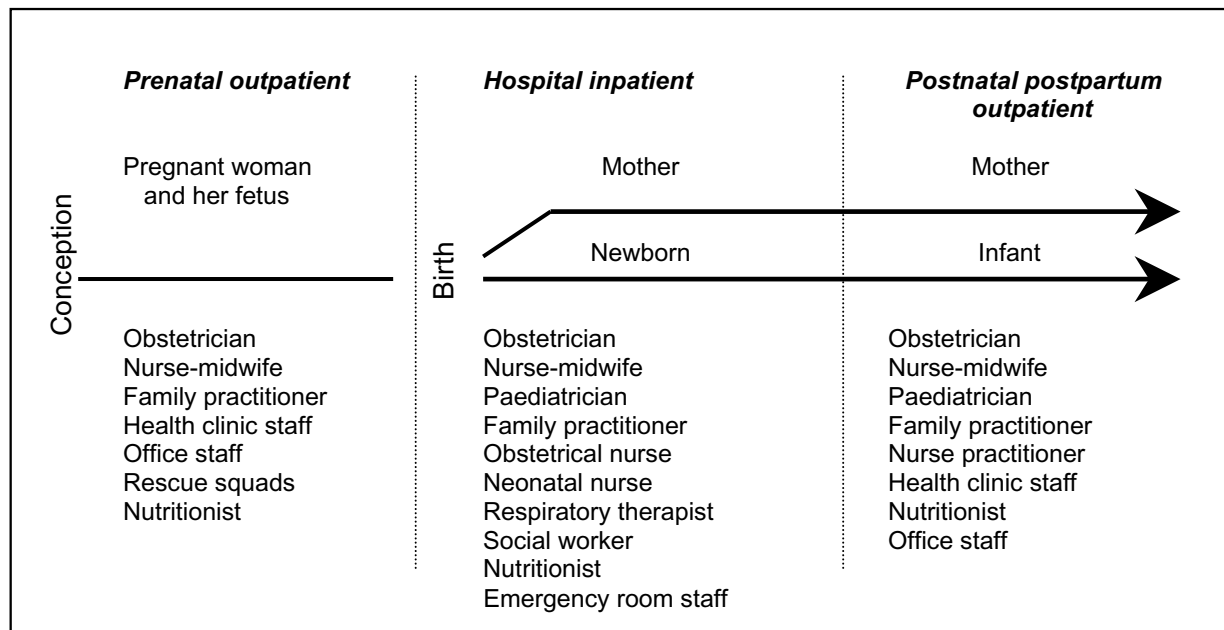 Prenatal outpatient
Hospital inpatient
Postnatal postpartum
outpatient
Pregnant woman
and her fetus
Mother
Mother
Conception
Birth
Newborn
Infant
Obstetrician
Nurse-midwife
Family practitioner
Health clinic staff
Office staff
Rescue squads
Nutritionist
Obstetrician
Nurse-midwife
Paediatrician
Family practitioner
Obstetrical nurse
Neonatal nurse
Respiratory therapist
Social worker
Nutritionist
Emergency room staff
Obstetrician
Nurse-midwife
Paediatrician
Family practitioner
Nurse practitioner
Health clinic staff
Nutritionist
Office staff